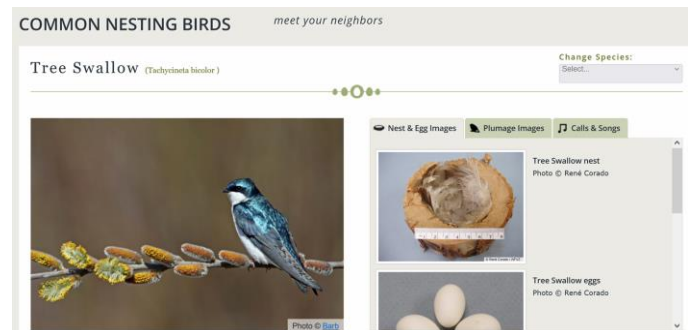 COMMON NESTING BIRDS
meet your neighbors
Tree Swallow (Tachycineta bicolor )
Change Species:
Select...
Nest & Egg Images
Plumage Images
Calls & Songs
Tree Swallow nest
Photo © René Corado
Tree Swallow eggs
Photo © René Corado
Photo © Barb